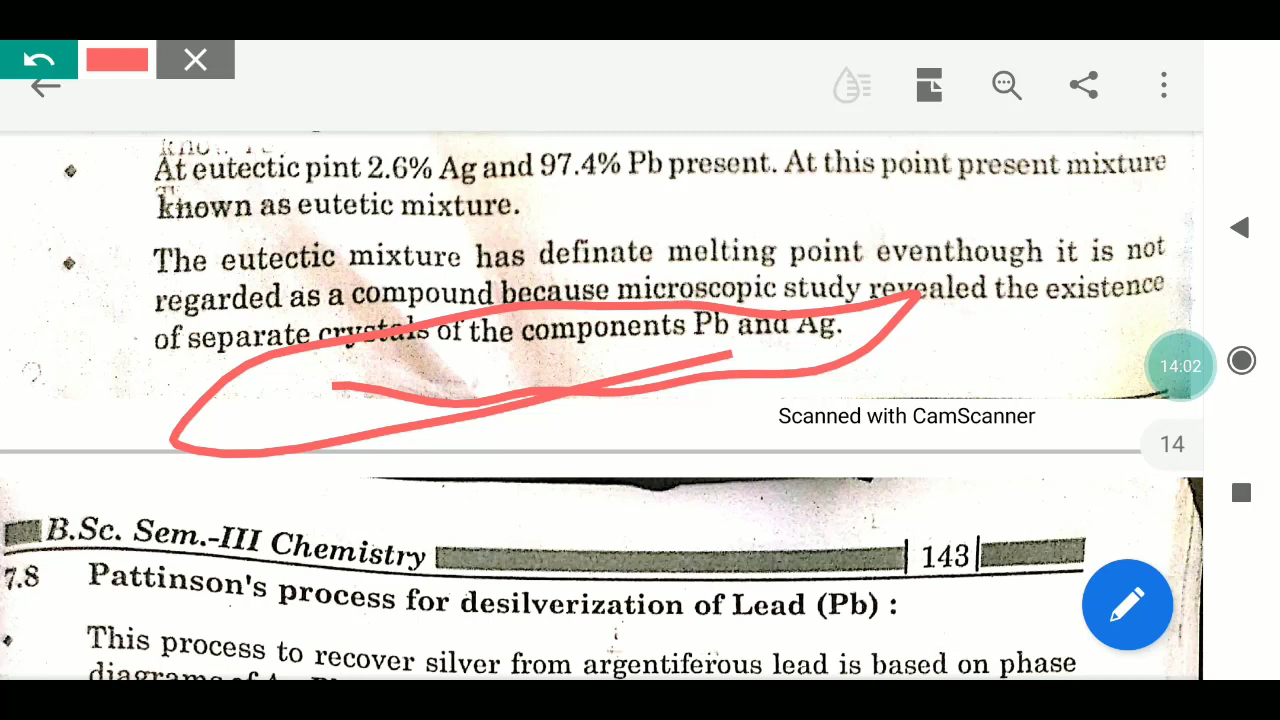 At eutectic pint 2.6% Ag and 97.4% Pb present. At this point present mixture
known as eutetic mixture.
The eutectic mixture has definate melting point eventhough it is not
regarded as a compound because microscopic study revealed the existence
of separate crystals of the components Pb and Ag.
14:02
Scanned with CamScanner
14
B.Sc. Sem.-III Chemistry 143
7.8 Pattinson's process for desilverization of Lead (Pb) :
This process to recover silver from argentiferous lead is based on phase